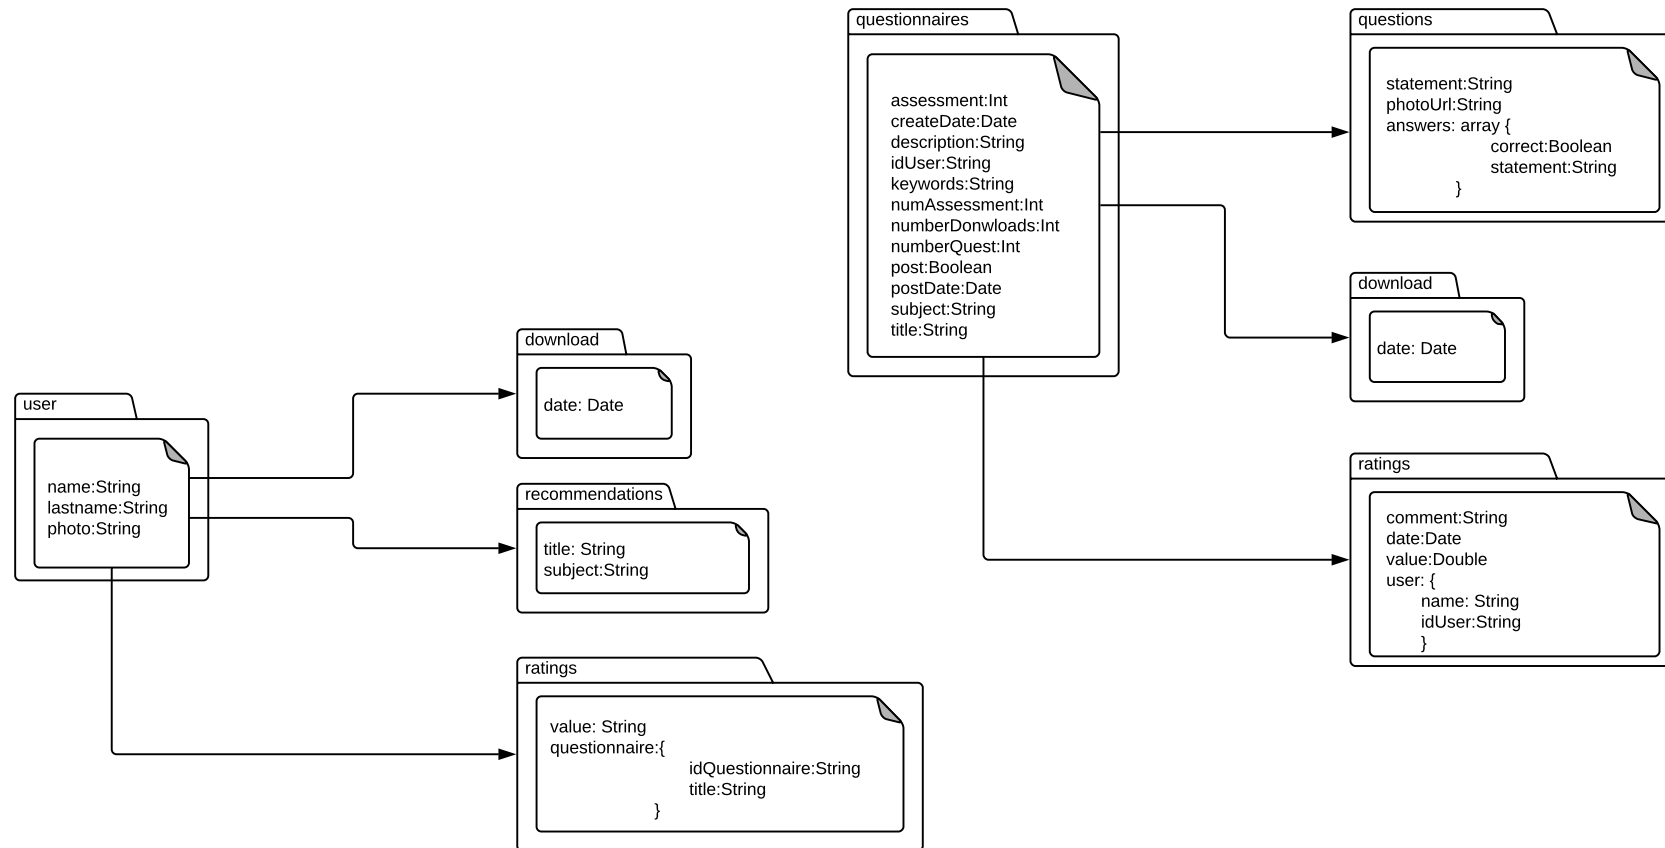 questionnaires
assessment:Int
createDate:Date
description:String
idUser:String
keywords:String
numAssessment:Int
numberDonwloads:Int
numberQuest:Int
post:Boolean
postDate:Date
subject:String
title:String
questions
statement:String
photoUrl:String
answers: array {
correct:Boolean
statement:String
}
download
date: Date
ratings
comment:String
date:Date
value:Double
user: {
name: String
idUser:String
}
user
name:String
lastname:String
photo:String
download
date: Date
recommendations
title: String
subject:String
ratings
value: String
questionnaire:{
idQuestionnaire:String
title:String
}